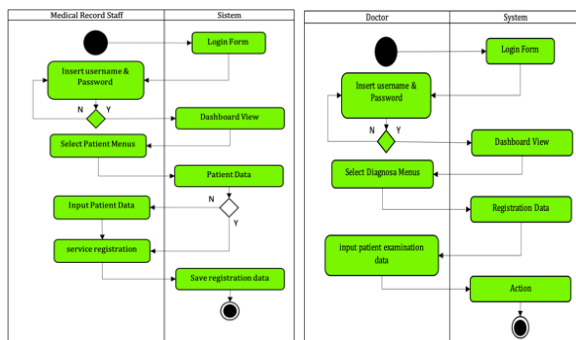 Medical Record Staff
Sistem
Login Form
Insert username &
Password
N
Y
Dashboard View
Select Patient Menus
Patient Data
N
Input Patient Data
Y
service registration
Save registration data
Doctor
System
Login Form
Insert username &
Password
N
Y
Dashboard View
Select Diagnosa Menus
Registration Data
input patient examination
data
Action